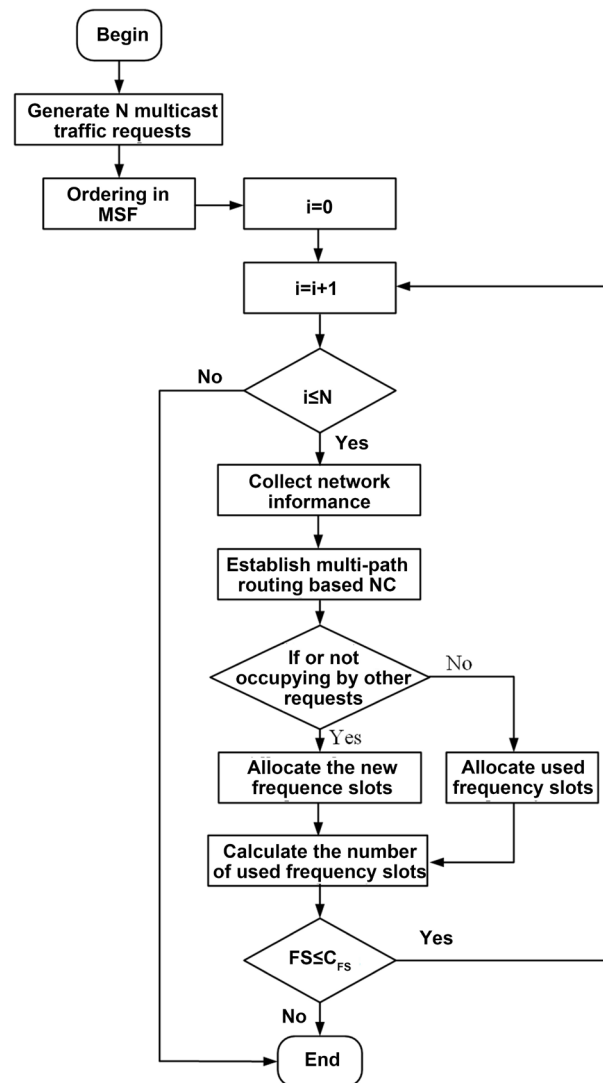 Begin
Generate N multicast
traffic requests
Ordering in
MSF
i=0
i=i+1
No
i≤N
Yes
Collect network
informance
Establish multi-path
routing based NC
If or not
occupying by other
requests
No
Yes
Allocate the new
frequence slots
Allocate used
frequency slots
Calculate the number
of used frequency slots
FS≤C_FS
Yes
No
End